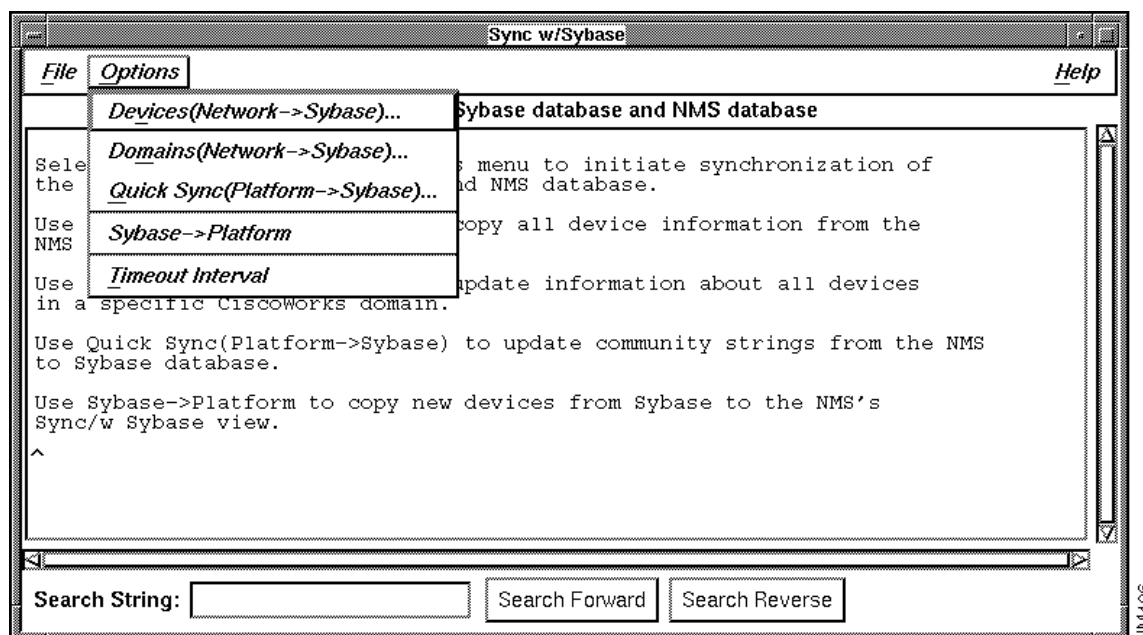 Sync w/Sybase
File Options Help
Sybase database and NMS database
Devices(Network->Sybase)...
Domains(Network->Sybase)...
Quick Sync(Platform->Sybase)...
Sybase->Platform
Timeout Interval
Sele s menu to initiate synchronization of
the nd NMS database.
Use copy all device information from the
NMS
Use update information about all devices
in a specific CiscoWorks domain.
Use Quick Sync(Platform->Sybase) to update community strings from the NMS
to Sybase database.
Use Sybase->Platform to copy new devices from Sybase to the NMS's
Sync/w Sybase view.
^
Search String: Search Forward Search Reverse